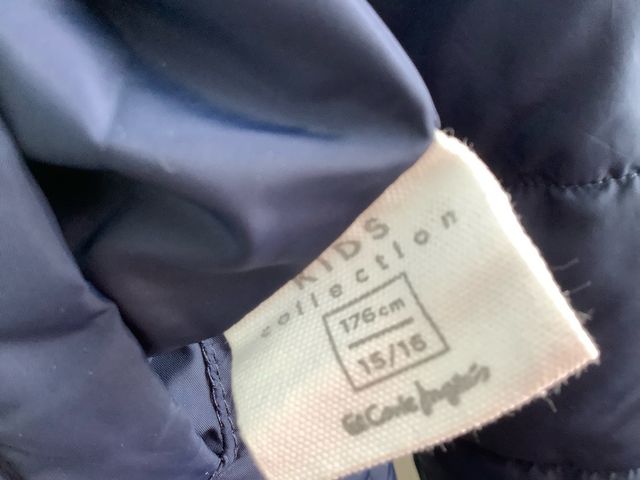 KIDS
collection
176cm
15/16
El Corte Inglés